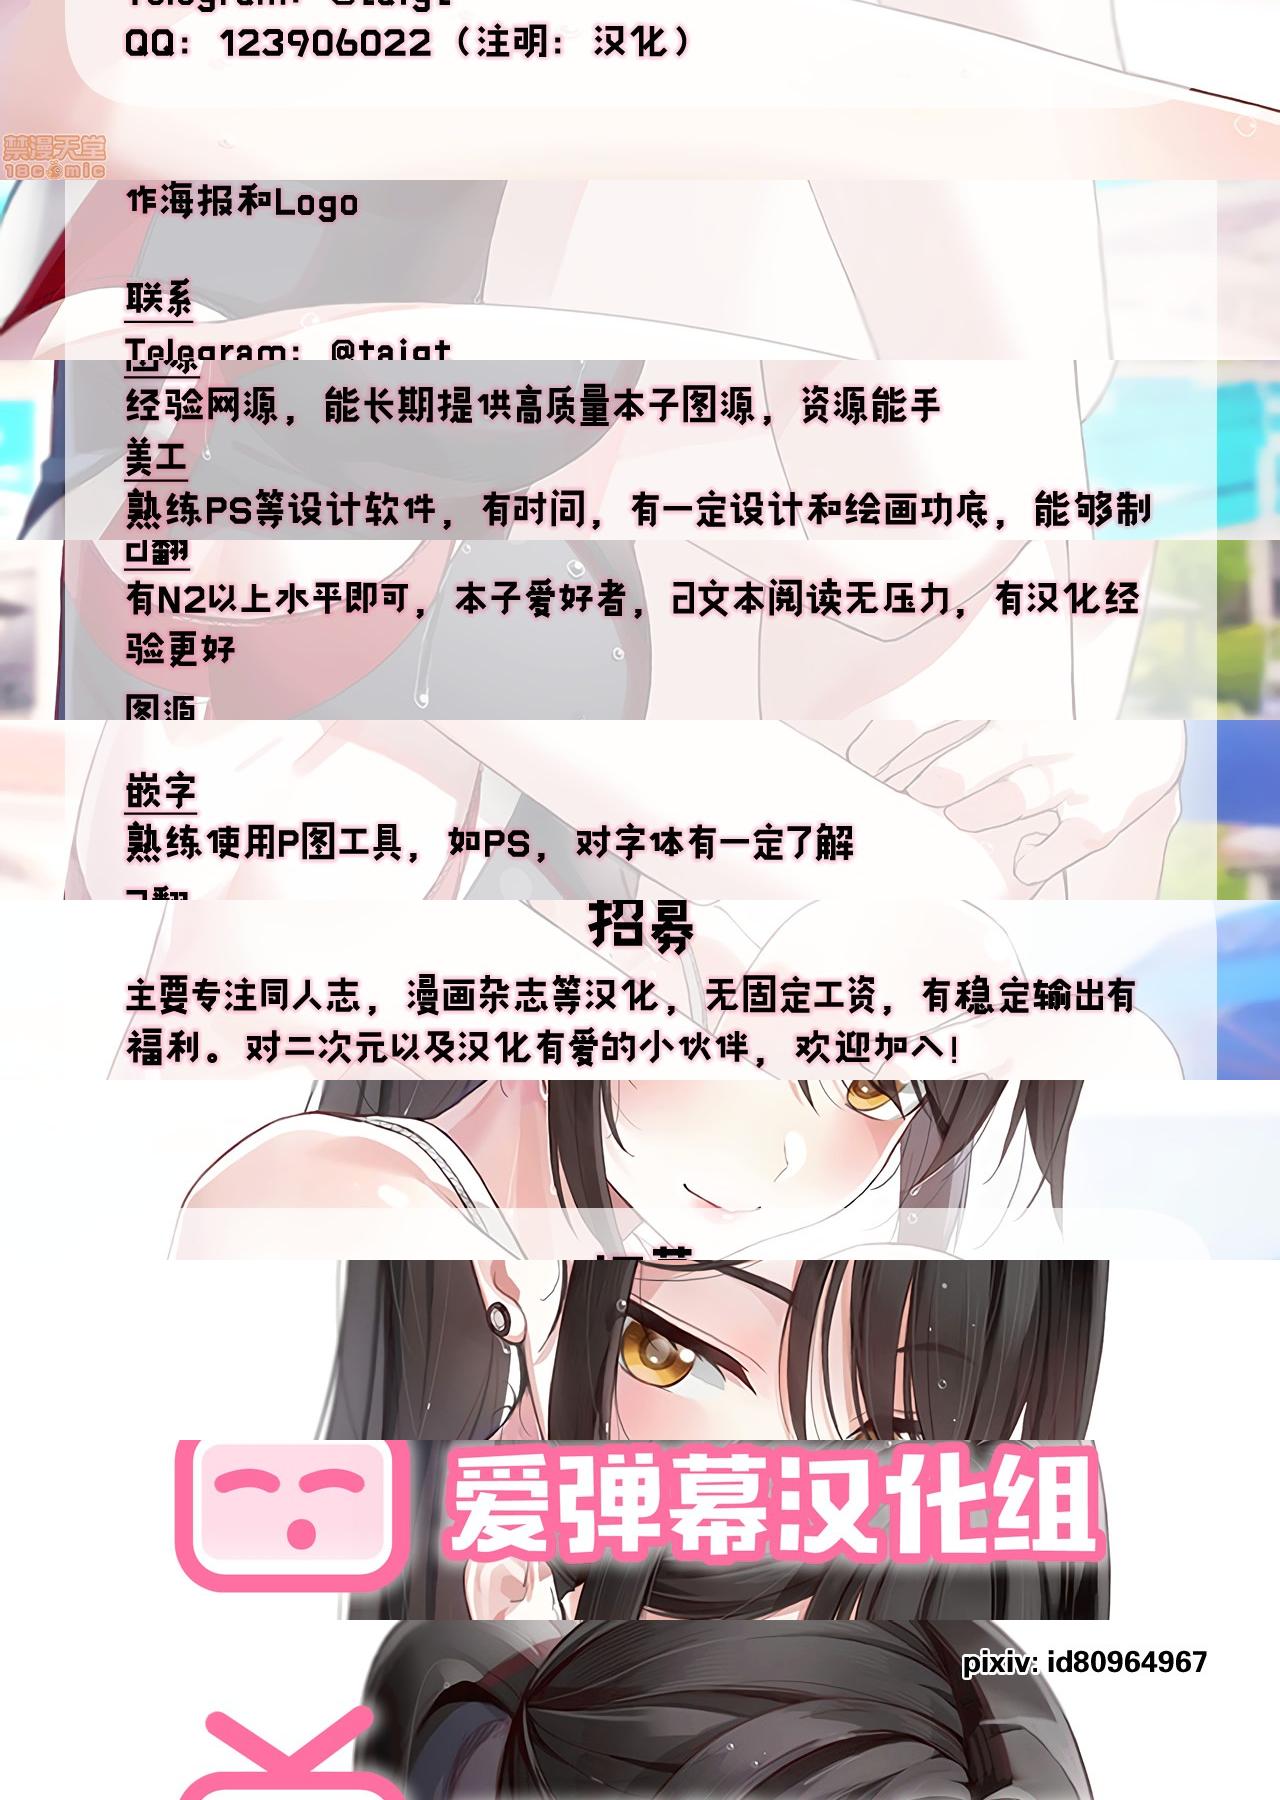 QQ: 123906022（注明: 汉化）
禁漫天堂
18comic
作海报和Logo
联系
Telegram: @taigt
经验网源，能长期提供高质量本子图源，资源能手
美工
熟练PS等设计软件，有时间，有一定设计和绘画功底，能够制
日翻
有N2以上水平即可，本子爱好者，日文本阅读无压力，有汉化经
验更好
图源
嵌字
熟练使用P图工具，如PS，对字体有一定了解
招募
主要专注同人志，漫画杂志等汉化，无固定工资，有稳定输出有
福利。对二次元以及汉化有爱的小伙伴，欢迎加入!
爱弹幕汉化组
pixiv: id80964967